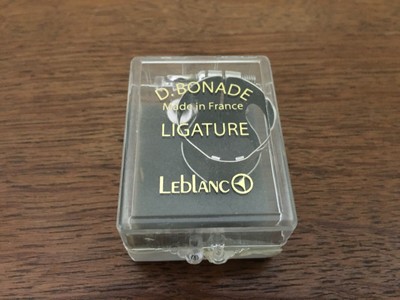 D. BONADE
Made in France
LIGATURE
LeBLANC